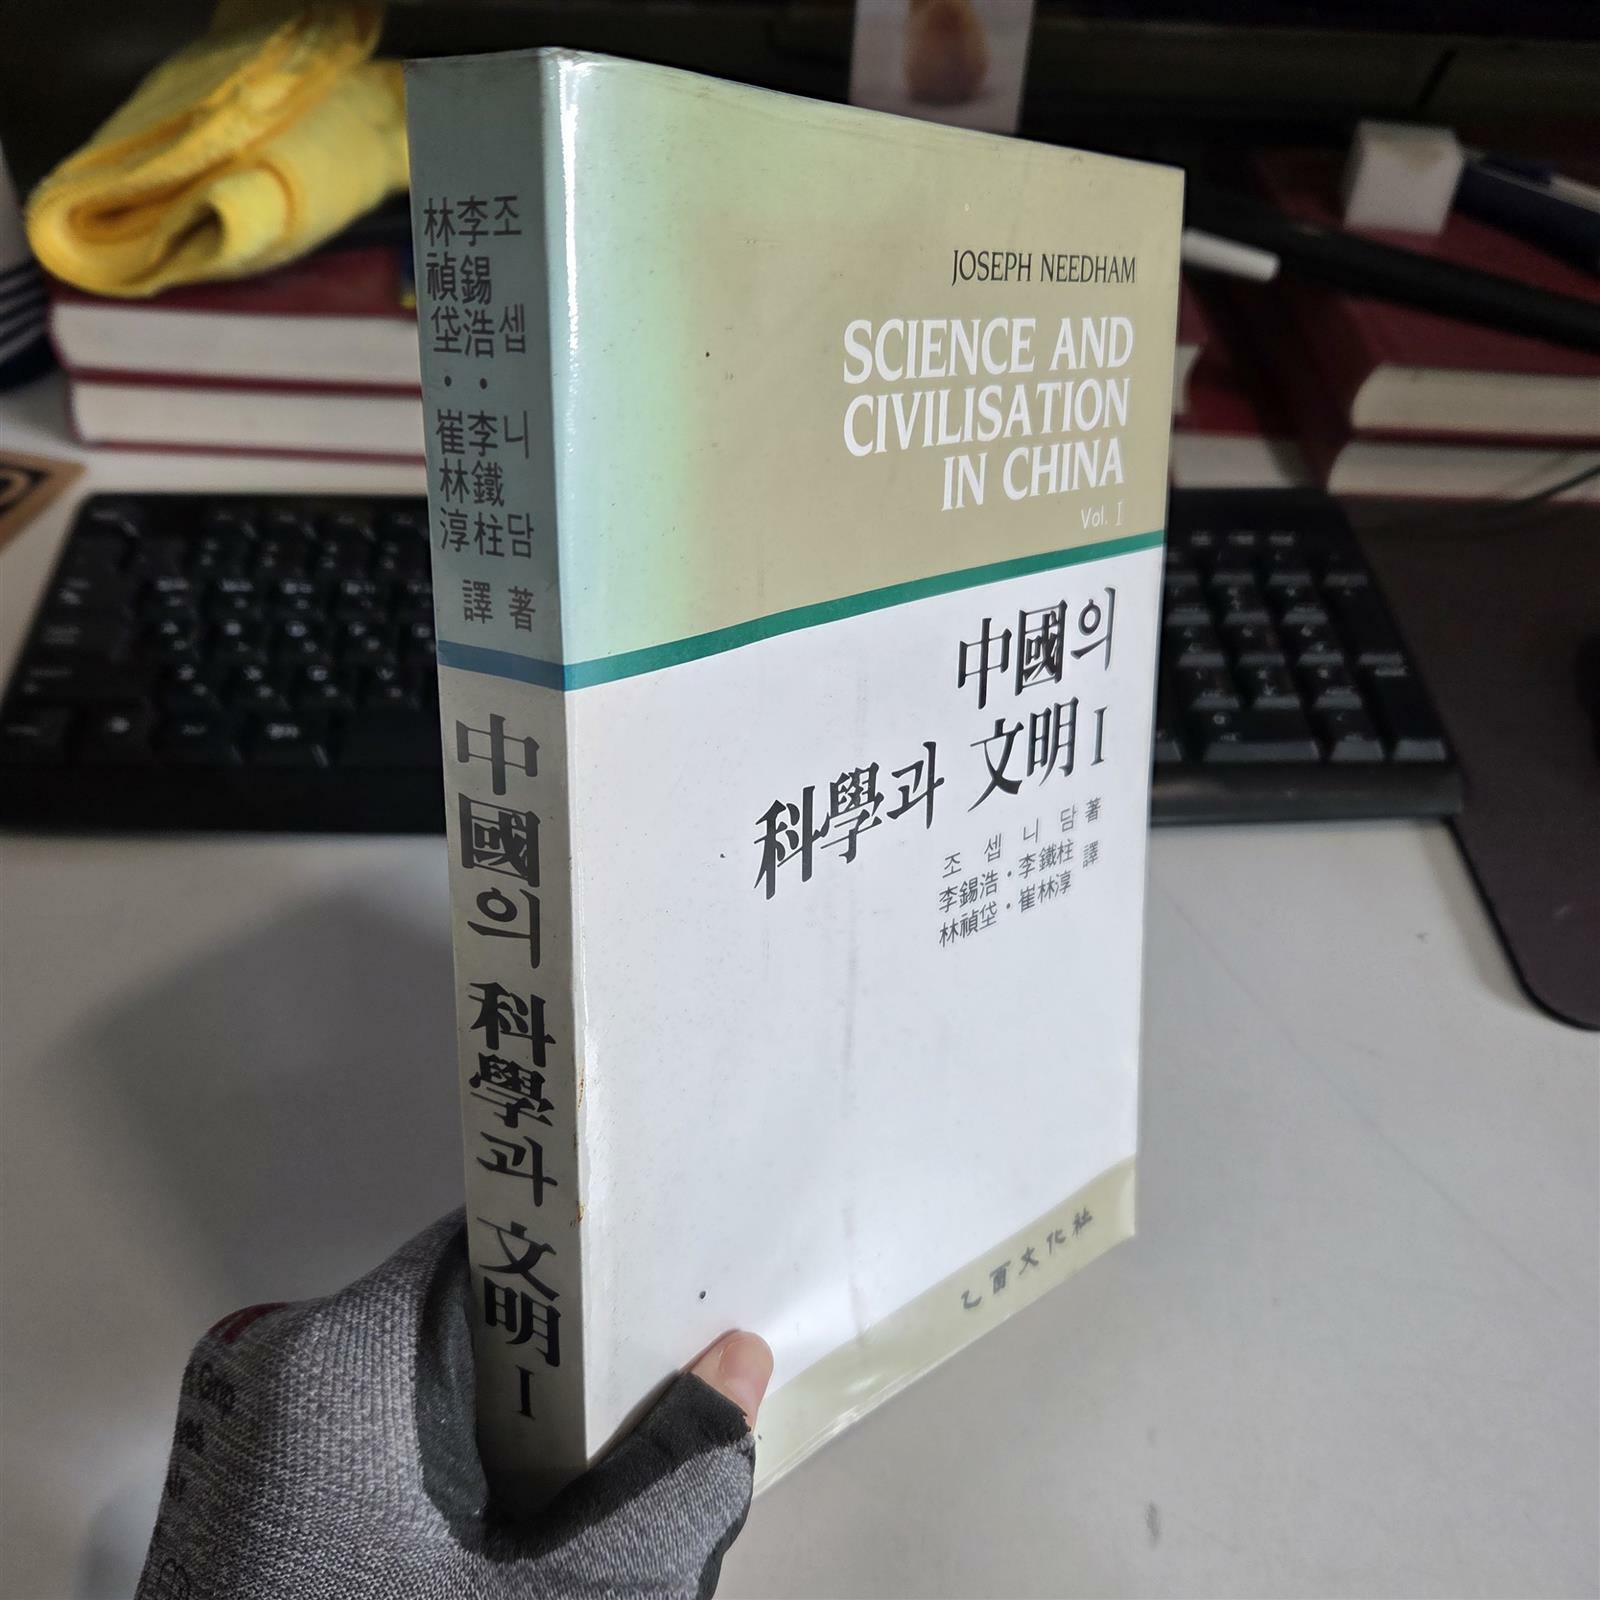 조셉 니담 著
李錫浩・李鐵柱
林禎垈・崔林淳 譯
中國의 科學과 文明 I
JOSEPH NEEDHAM
SCIENCE AND
CIVILISATION
IN CHINA
Vol. I
中國의
科學과 文明 I
조 셉 니 담 著
李錫浩・李鐵柱 譯
林禎垈・崔林淳
乙酉文化社